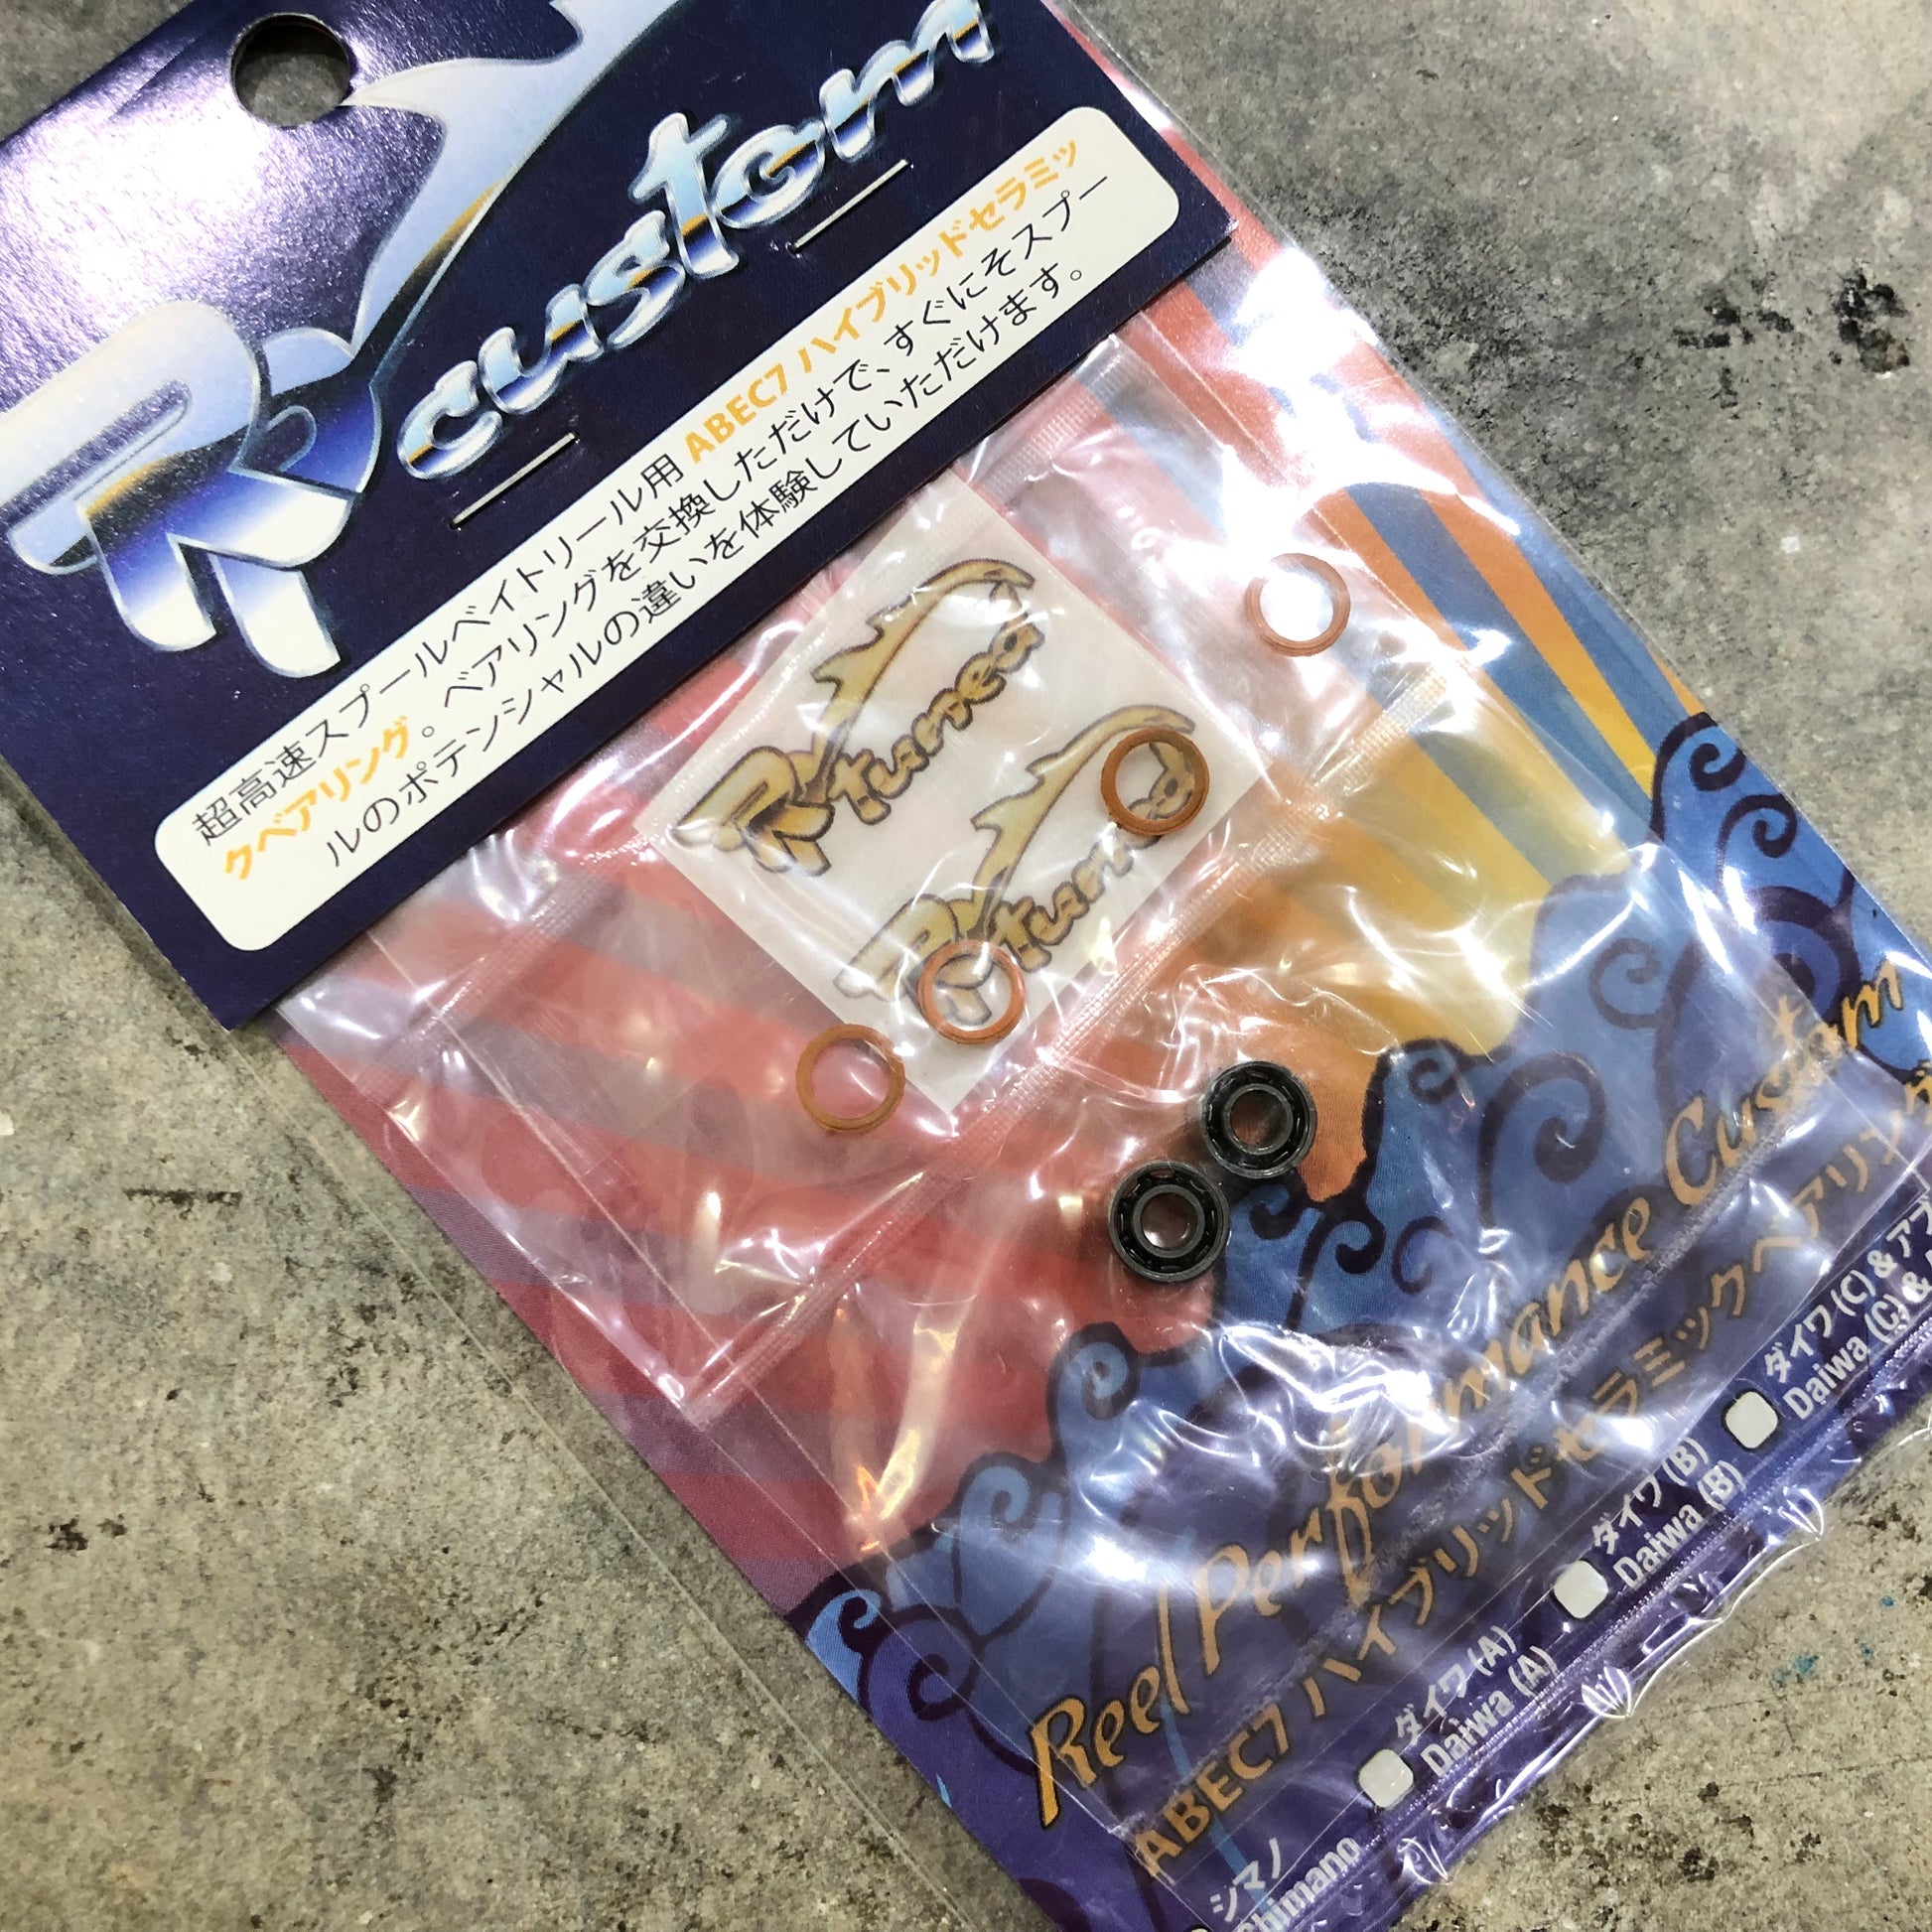 RR custom
超高速スプールベイトリール用 ABEC7 ハイブリッドセラミッ
クベアリング。ベアリングを交換しただけで、すぐにそスプー
ルのポテンシャルの違いを体験していただけます。
tuned
Reel Performance Custom
ABEC7 ハイブリッドセラミックベアリング
シマノ
Shimano
ダイワ (A)
Daiwa (A)
ダイワ (B)
Daiwa (B)
ダイワ (C) & アブ
Daiwa (C) &